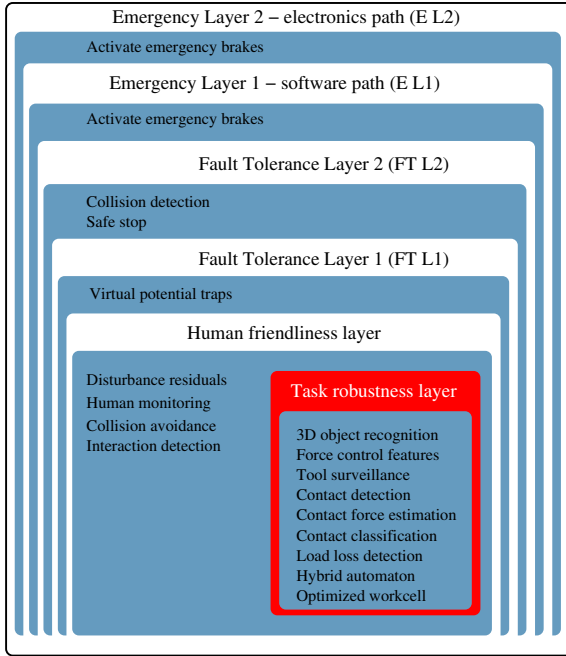 Emergency Layer 2 – electronics path (E L2)
Activate emergency brakes
Emergency Layer 1 – software path (E L1)
Activate emergency brakes
Fault Tolerance Layer 2 (FT L2)
Collision detection
Safe stop
Fault Tolerance Layer 1 (FT L1)
Virtual potential traps
Human friendliness layer
Disturbance residuals
Human monitoring
Collision avoidance
Interaction detection
Task robustness layer
3D object recognition
Force control features
Tool surveillance
Contact detection
Contact force estimation
Contact classification
Load loss detection
Hybrid automaton
Optimized workcell